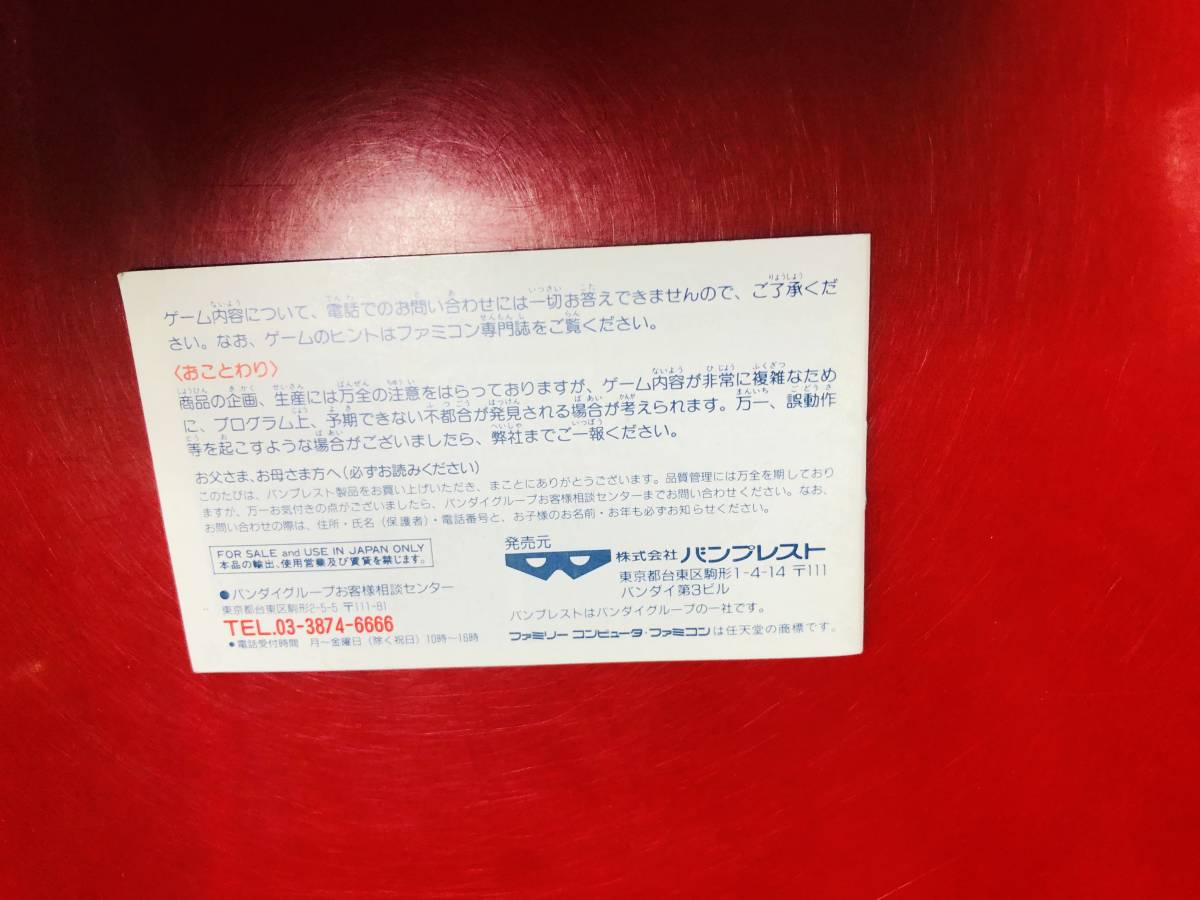 ゲーム内容について、電話でのお問い合わせには一切お答えできませんので、ご了承くだ
さい。なお、ゲームのヒントはファミコン専門誌をご覧ください。
〈おことわり〉
商品の企画、生産には万全の注意をはらっておりますが、ゲーム内容が非常に複雑なため
に、プログラム上、予期できない不都合が発見される場合が考えられます。万一、誤動作
等を起こすような場合がございましたら、弊社までご一報ください。
お父さま、お母さま方へ(必ずお読みください)
このたびは、バンプレスト製品をお買い上げいただき、まことにありがとうございます。品質管理には万全を期しており
ますが、万一お気付きの点がございましたら、バンダイグループお客様相談センターまでお問い合わせください。なお、
お問い合わせの際は、住所・氏名(保護者)・電話番号と、お子様のお名前・お年も必ずお知らせください。
FOR SALE and USE IN JAPAN ONLY
本品の輸出、使用営業及び賃貸を禁じます。
●バンダイグループお客様相談センター
東京都台東区駒形2-5-5 〒111-81
TEL.03-3874-6666
●電話受付時間 月〜金曜日(除く祝日)10時〜16時
発売元
株式会社 バンプレスト
東京都台東区駒形1-4-14 〒111
バンダイ第3ビル
バンプレストはバンダイグループの一社です。
ファミリーコンピュータ・ファミコンは任天堂の商標です。